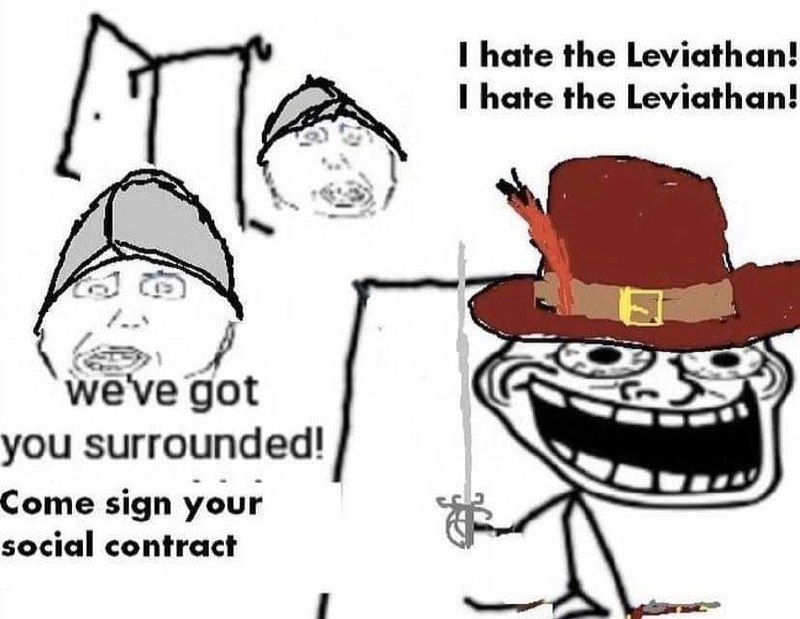 I hate the Leviathan!
I hate the Leviathan!
we've got
you surrounded!
Come sign your
social contract